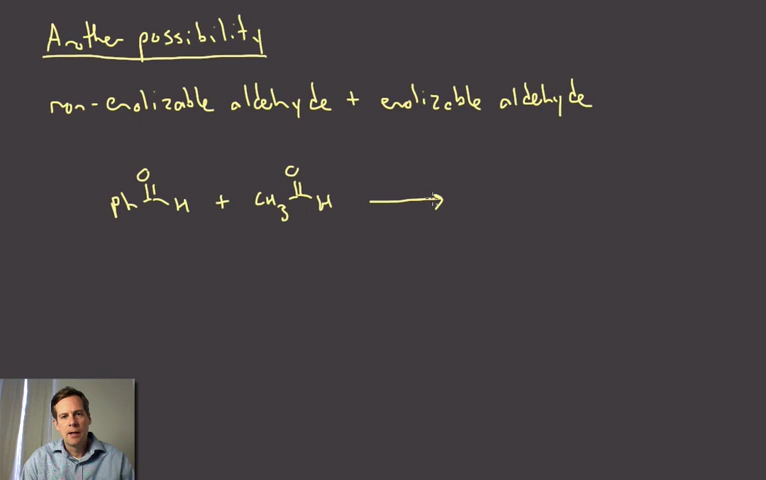 Another possibility
non-enolizable aldehyde + enolizable aldehyde
O O
Ph H + CH3 H